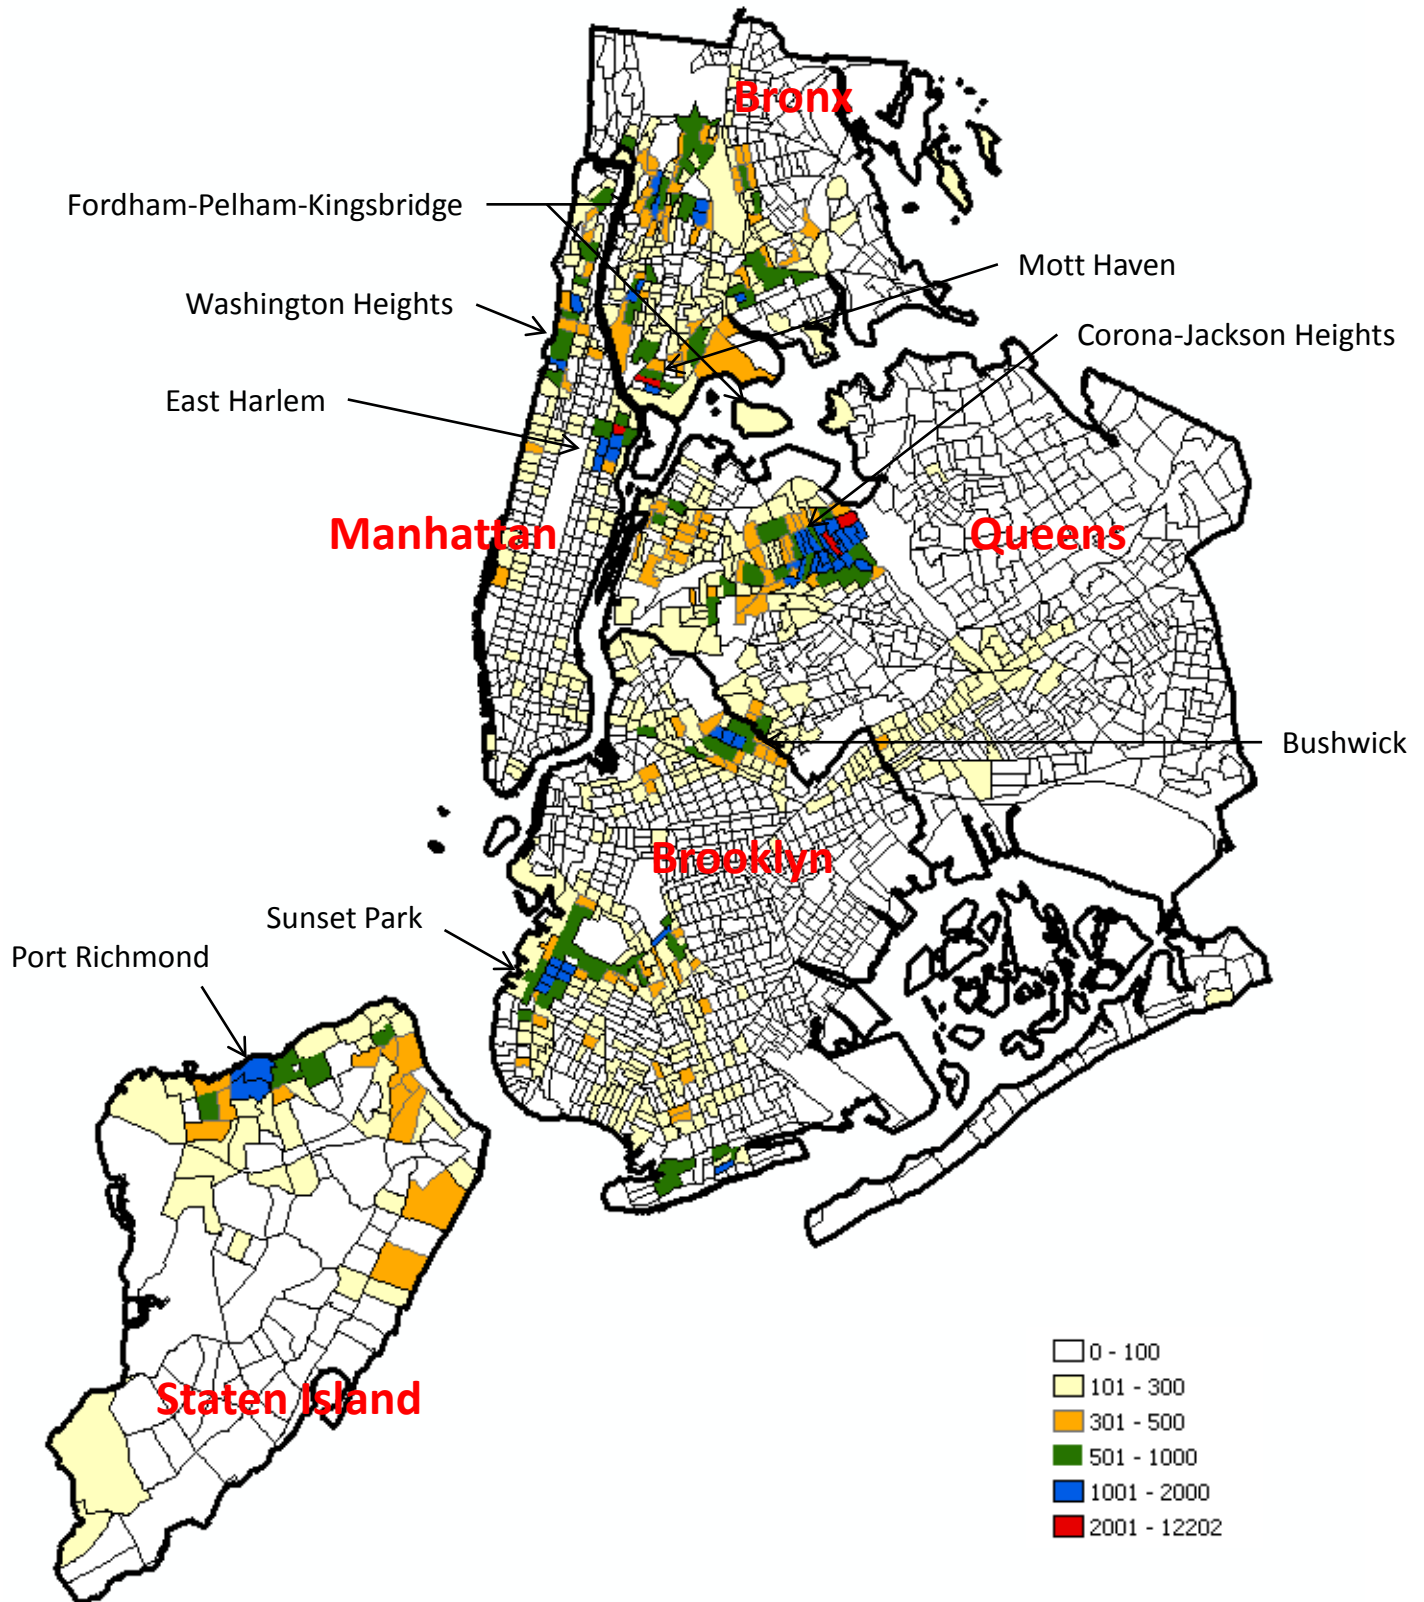 Bronx
Fordham-Pelham-Kingsbridge
Mott Haven
Washington Heights
Corona-Jackson Heights
East Harlem
Manhattan
Queens
Bushwick
Brooklyn
Sunset Park
Port Richmond
Staten Island
0 - 100
101 - 300
301 - 500
501 - 1000
1001 - 2000
2001 - 12202